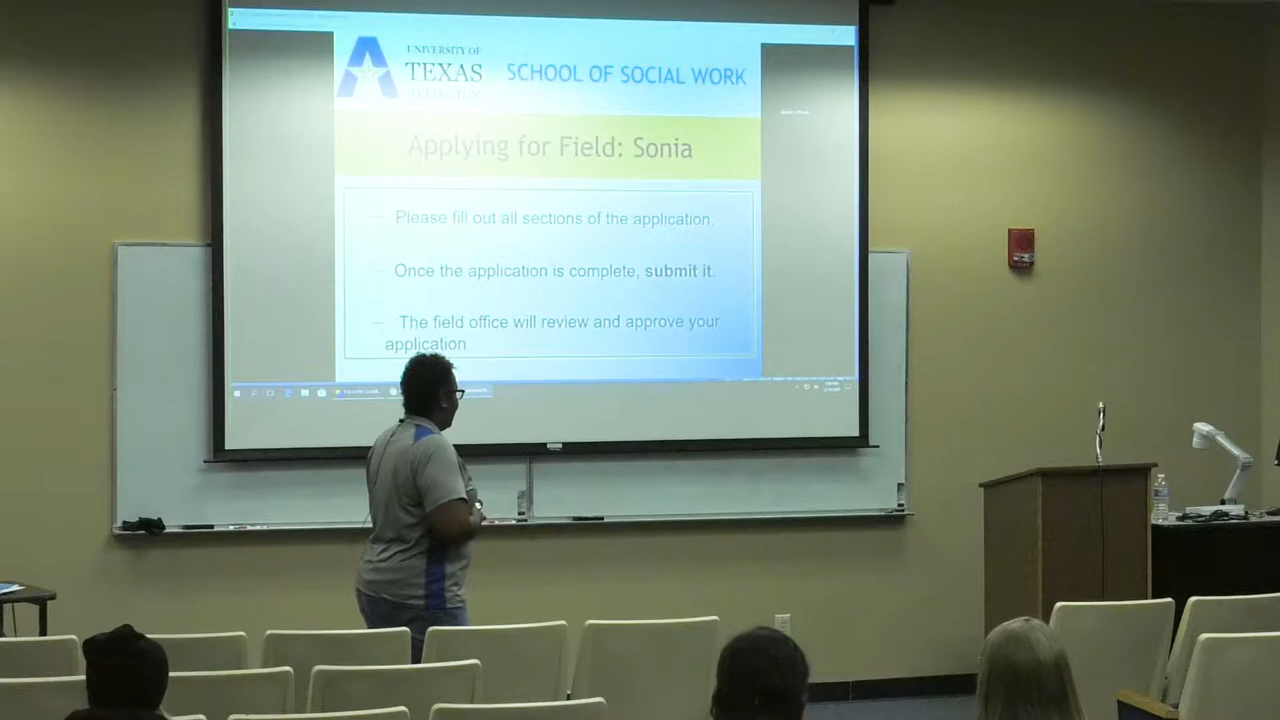 UNIVERSITY OF
TEXAS
ARLINGTON
SCHOOL OF SOCIAL WORK
Applying for Field: Sonia
– Please fill out all sections of the application.
– Once the application is complete, submit it.
– The field office will review and approve your
application